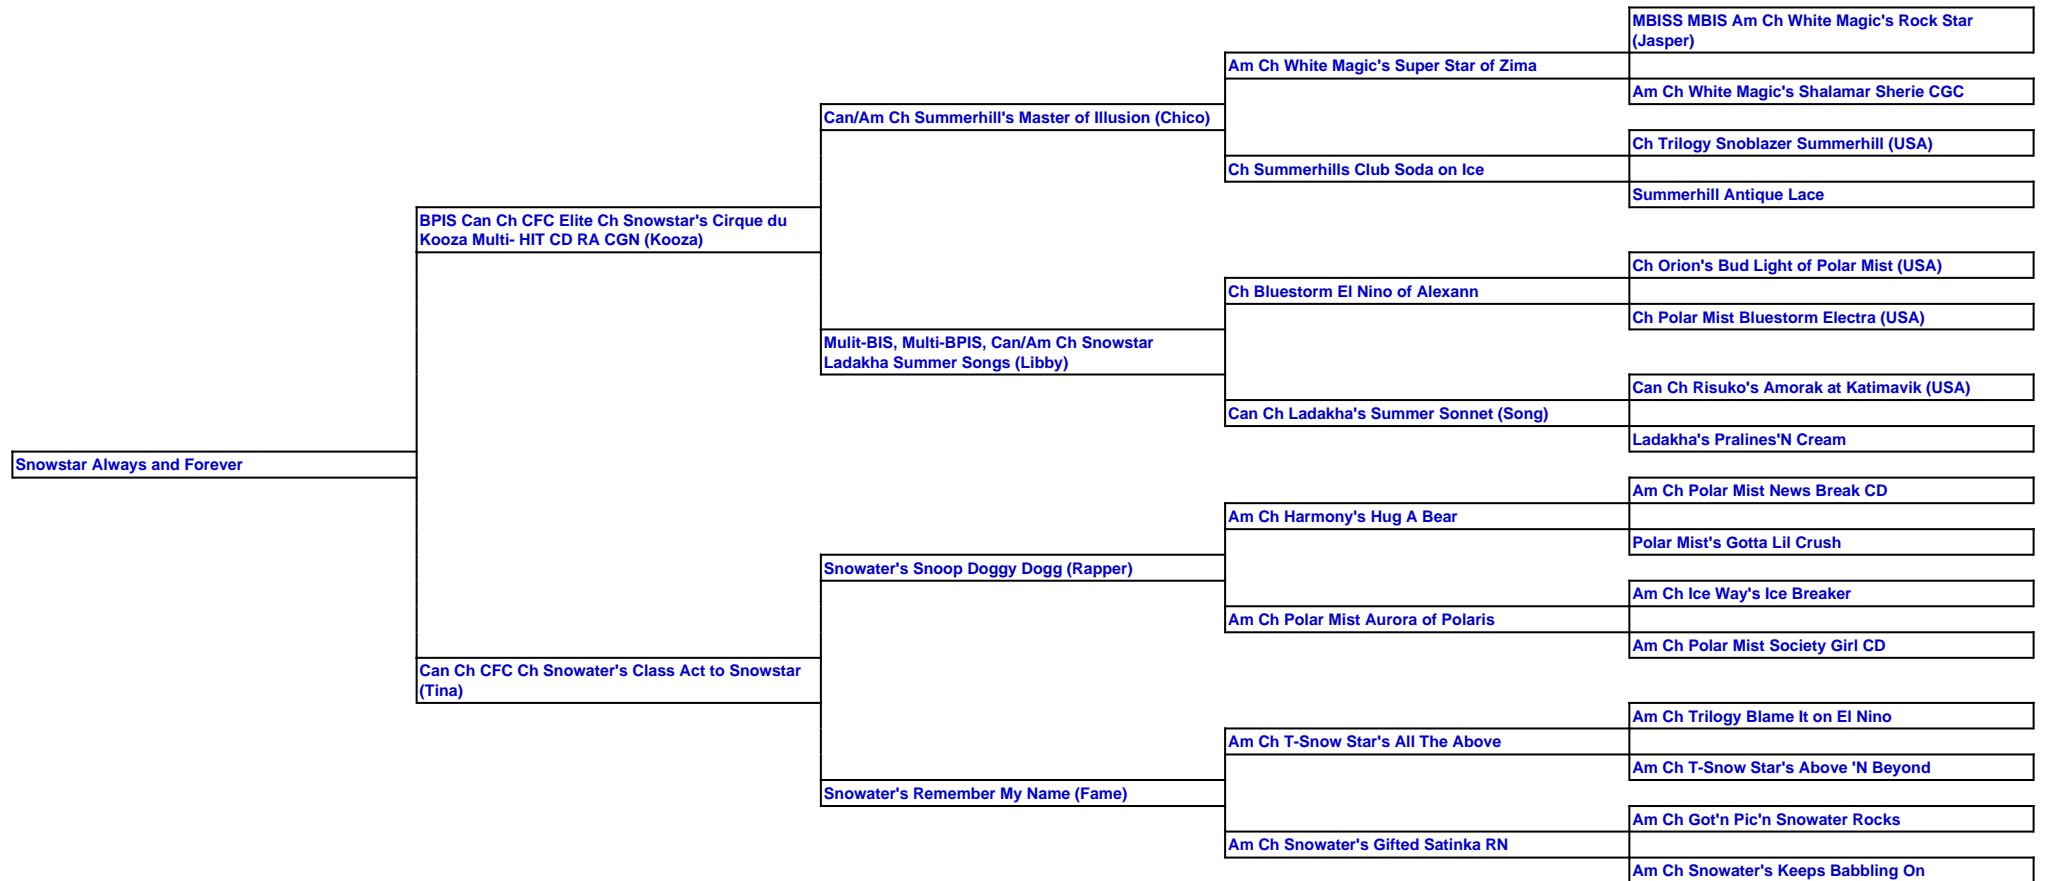 MBISS MBIS Am Ch White Magic's Rock Star
(Jasper)
Am Ch White Magic's Super Star of Zima
Am Ch White Magic's Shalamar Sherie CGC
Can/Am Ch Summerhill's Master of Illusion (Chico)
Ch Trilogy Snoblazer Summerhill (USA)
Ch Summerhills Club Soda on Ice
Summerhill Antique Lace
BPIS Can Ch CFC Elite Ch Snowstar's Cirque du
Kooza Multi- HIT CD RA CGN (Kooza)
Ch Orion's Bud Light of Polar Mist (USA)
Ch Bluestorm El Nino of Alexann
Ch Polar Mist Bluestorm Electra (USA)
Mulit-BIS, Multi-BPIS, Can/Am Ch Snowstar
Ladakha Summer Songs (Libby)
Can Ch Risuko's Amorak at Katimavik (USA)
Can Ch Ladakha's Summer Sonnet (Song)
Ladakha's Pralines'N Cream
Snowstar Always and Forever
Am Ch Polar Mist News Break CD
Am Ch Harmony's Hug A Bear
Polar Mist's Gotta Lil Crush
Snowater's Snoop Doggy Dogg (Rapper)
Am Ch Ice Way's Ice Breaker
Am Ch Polar Mist Aurora of Polaris
Am Ch Polar Mist Society Girl CD
Can Ch CFC Ch Snowater's Class Act to Snowstar
(Tina)
Am Ch Trilogy Blame It on El Nino
Am Ch T-Snow Star's All The Above
Am Ch T-Snow Star's Above 'N Beyond
Snowater's Remember My Name (Fame)
Am Ch Got'n Pic'n Snowater Rocks
Am Ch Snowater's Gifted Satinka RN
Am Ch Snowater's Keeps Babbling On